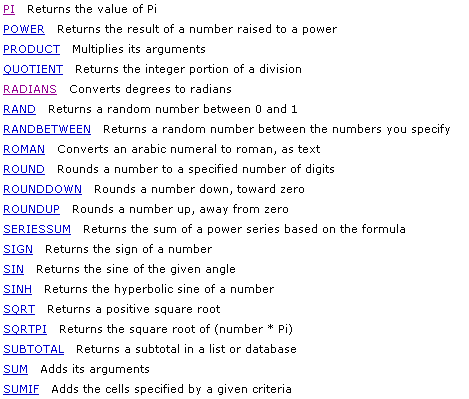 PI Returns the value of Pi
POWER Returns the result of a number raised to a power
PRODUCT Multiplies its arguments
QUOTIENT Returns the integer portion of a division
RADIANS Converts degrees to radians
RAND Returns a random number between 0 and 1
RANDBETWEEN Returns a random number between the numbers you specify
ROMAN Converts an arabic numeral to roman, as text
ROUND Rounds a number to a specified number of digits
ROUNDDOWN Rounds a number down, toward zero
ROUNDUP Rounds a number up, away from zero
SERIESSUM Returns the sum of a power series based on the formula
SIGN Returns the sign of a number
SIN Returns the sine of the given angle
SINH Returns the hyperbolic sine of a number
SQRT Returns a positive square root
SQRTPI Returns the square root of (number * Pi)
SUBTOTAL Returns a subtotal in a list or database
SUM Adds its arguments
SUMIF Adds the cells specified by a given criteria